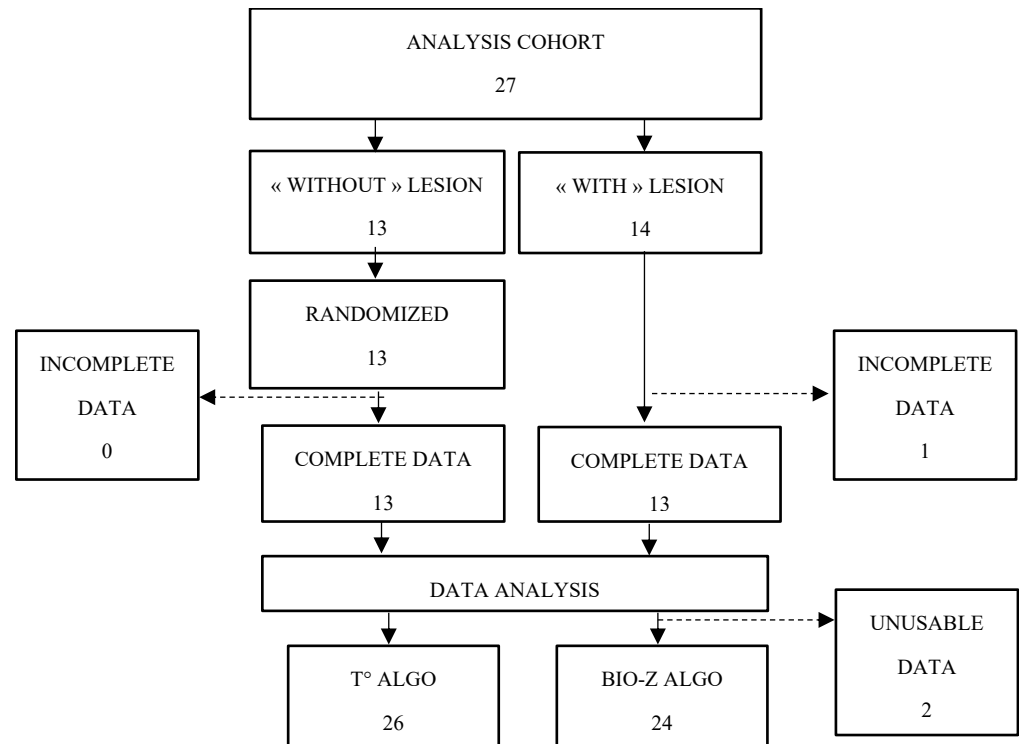 ANALYSIS COHORT
27
« WITHOUT » LESION
13
« WITH » LESION
14
RANDOMIZED
13
INCOMPLETE
DATA
0
INCOMPLETE
DATA
1
COMPLETE DATA
13
COMPLETE DATA
13
DATA ANALYSIS
UNUSABLE
DATA
2
T° ALGO
26
BIO-Z ALGO
24